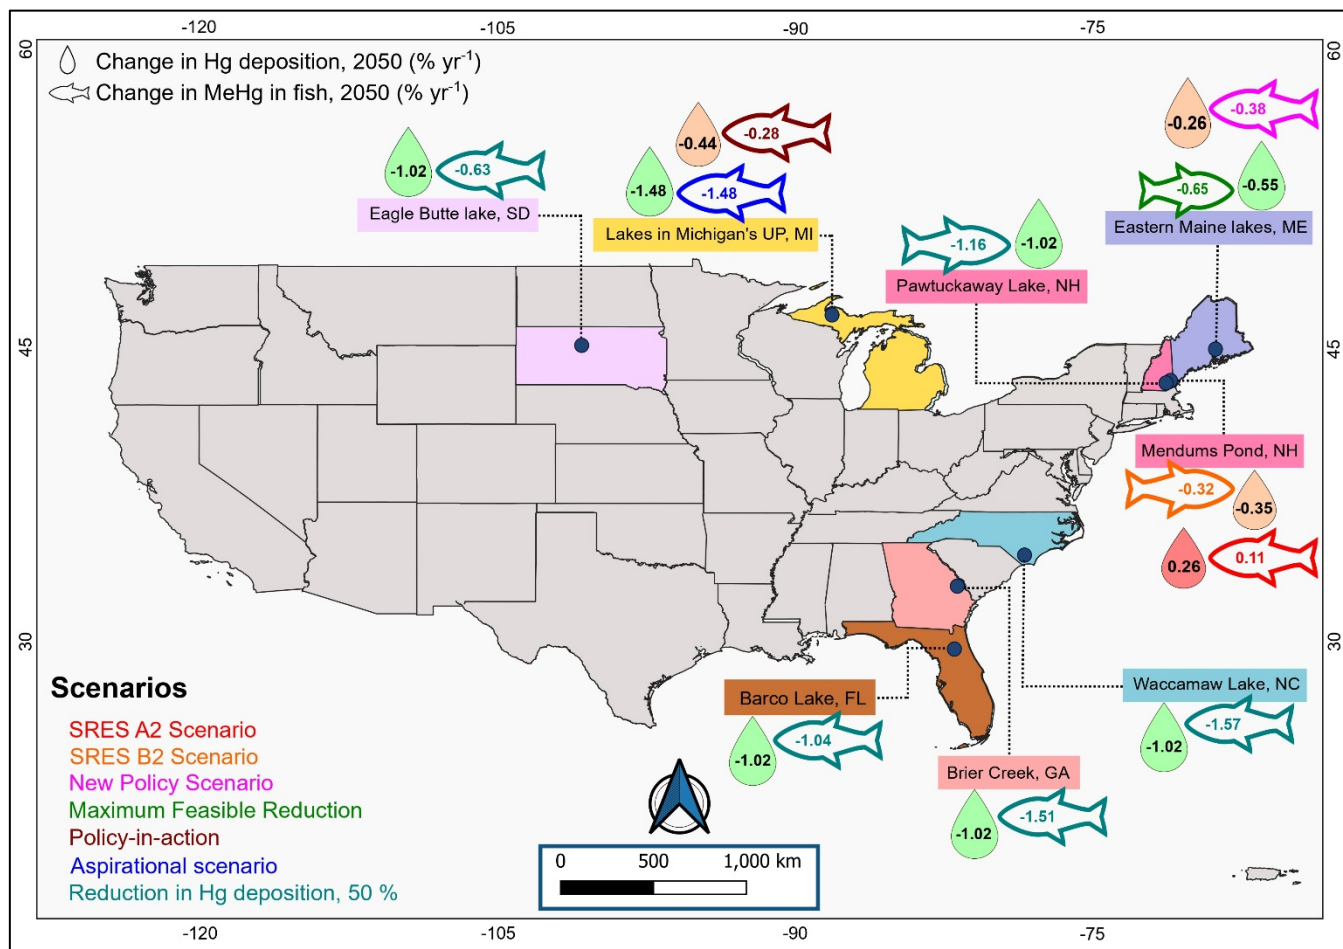 -120 -105 -90 -75
60 60
Change in Hg deposition, 2050 (% yr-1)
Change in MeHg in fish, 2050 (% yr-1)
-0.26 -0.38
-0.44 -0.28
-1.02 -0.63
-1.48 -1.48
-0.65 -0.55
Eagle Butte lake, SD
Lakes in Michigan's UP, MI
Eastern Maine lakes, ME
-1.16 -1.02
Pawtuckaway Lake, NH
45 45
Mendums Pond, NH
-0.32 -0.35
0.26 0.11
30 30
Waccamaw Lake, NC
-1.02 -1.57
Barco Lake, FL
-1.02 -1.04
Brier Creek, GA
-1.02 -1.51
Scenarios
SRES A2 Scenario
SRES B2 Scenario
New Policy Scenario
Maximum Feasible Reduction
Policy-in-action
Aspirational scenario
Reduction in Hg deposition, 50 %
0 500 1,000 km
-120 -105 -90 -75